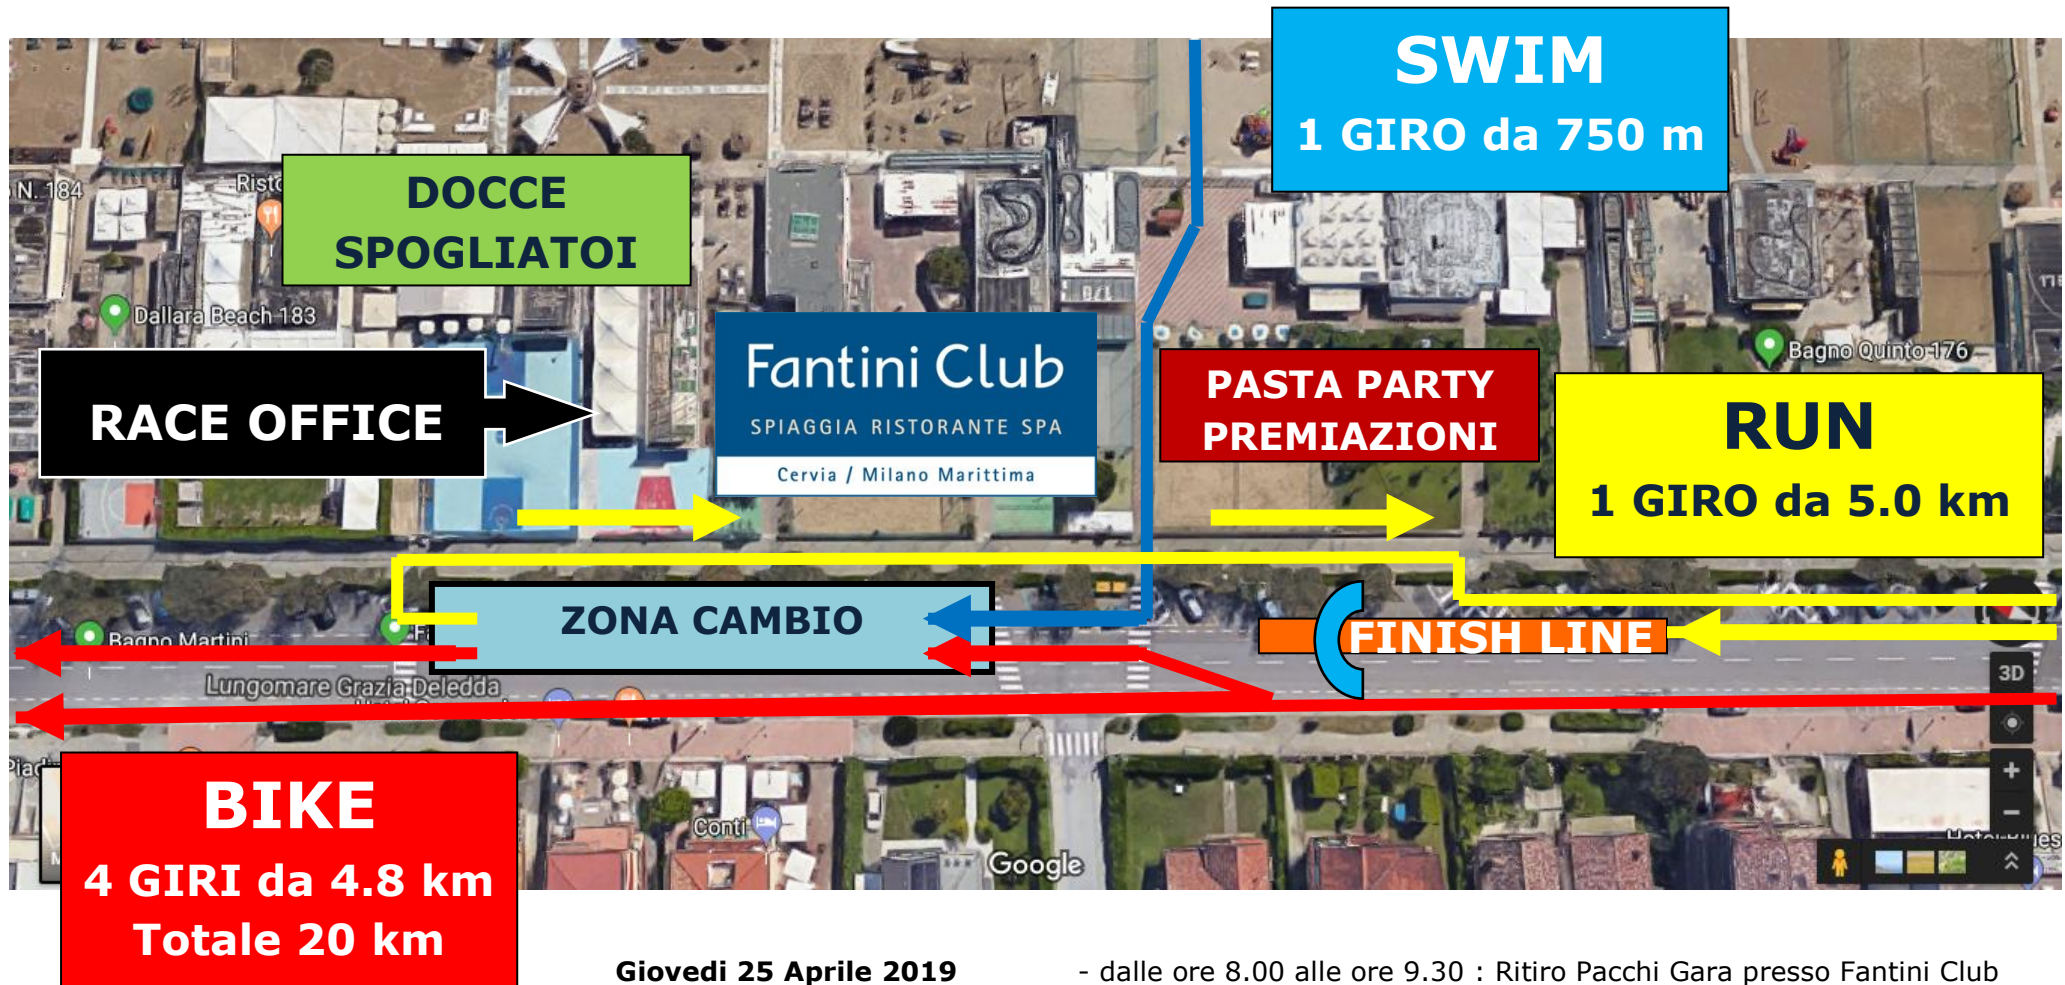 SWIM
1 GIRO da 750 m
N. 184
DOCCE
SPOGLIATOI
Dallara Beach 183
Fantini Club
SPIAGGIA RISTORANTE SPA
Cervia / Milano Marittima
Bagno Quinto 176
RACE OFFICE
PASTA PARTY
PREMIAZIONI
RUN
1 GIRO da 5.0 km
ZONA CAMBIO
FINISH LINE
Bagno Martini
Lungomare Grazia Deledda
3D
BIKE
4 GIRI da 4.8 km
Totale 20 km
Conti
Google
Giovedi 25 Aprile 2019 - dalle ore 8.00 alle ore 9.30 : Ritiro Pacchi Gara presso Fantini Club